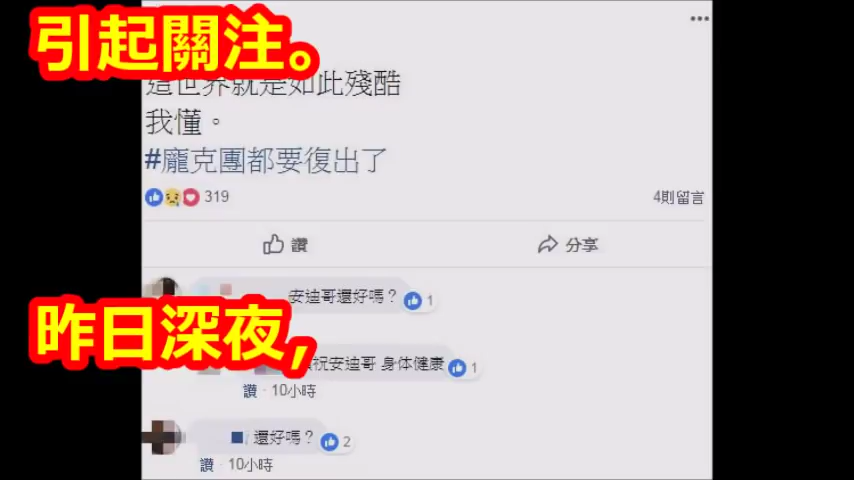 引起關注。
這世界就是如此殘酷
我懂。
#龐克團都要復出了
319
4則留言
讚
分享
安迪哥還好嗎？
1
祝安迪哥 身体健康
1
昨日深夜,
讚 · 10小時
還好嗎？
2
讚 · 10小時